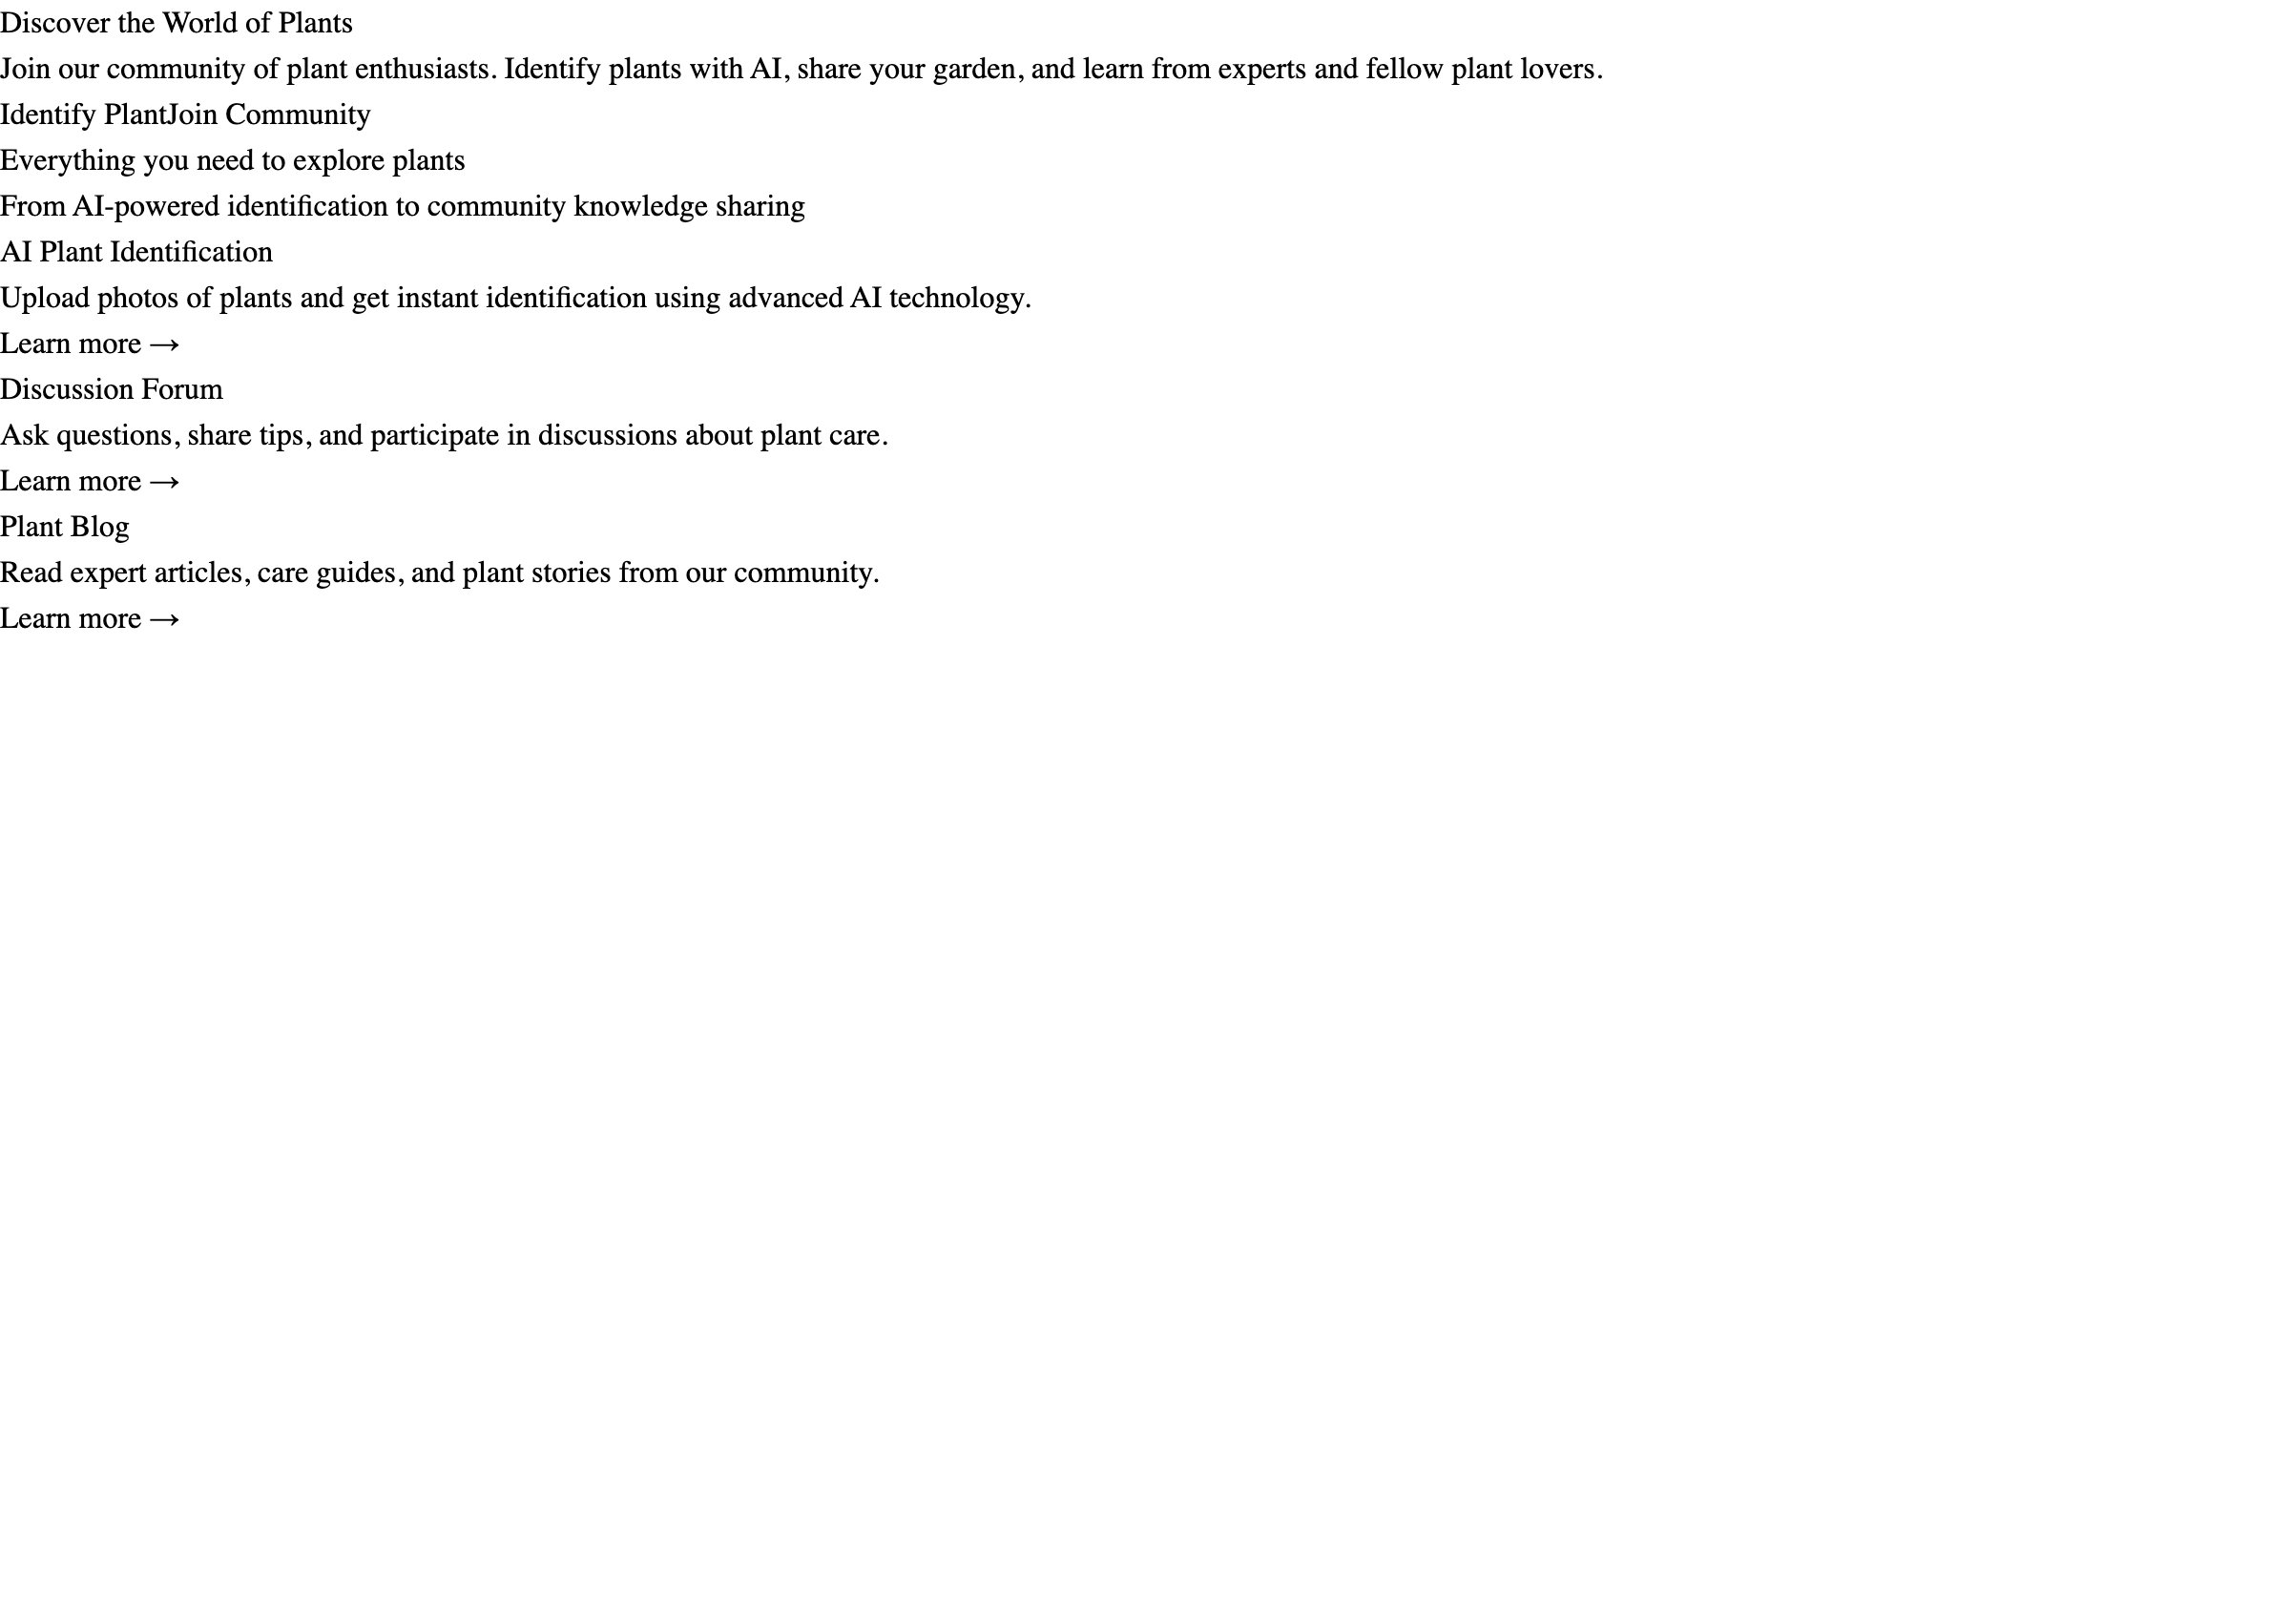 Discover the World of Plants
Join our community of plant enthusiasts. Identify plants with AI, share your garden, and learn from experts and fellow plant lovers.
Identify PlantJoin Community
Everything you need to explore plants
From AI-powered identification to community knowledge sharing
AI Plant Identification
Upload photos of plants and get instant identification using advanced AI technology.
Learn more →
Discussion Forum
Ask questions, share tips, and participate in discussions about plant care.
Learn more →
Plant Blog
Read expert articles, care guides, and plant stories from our community.
Learn more →